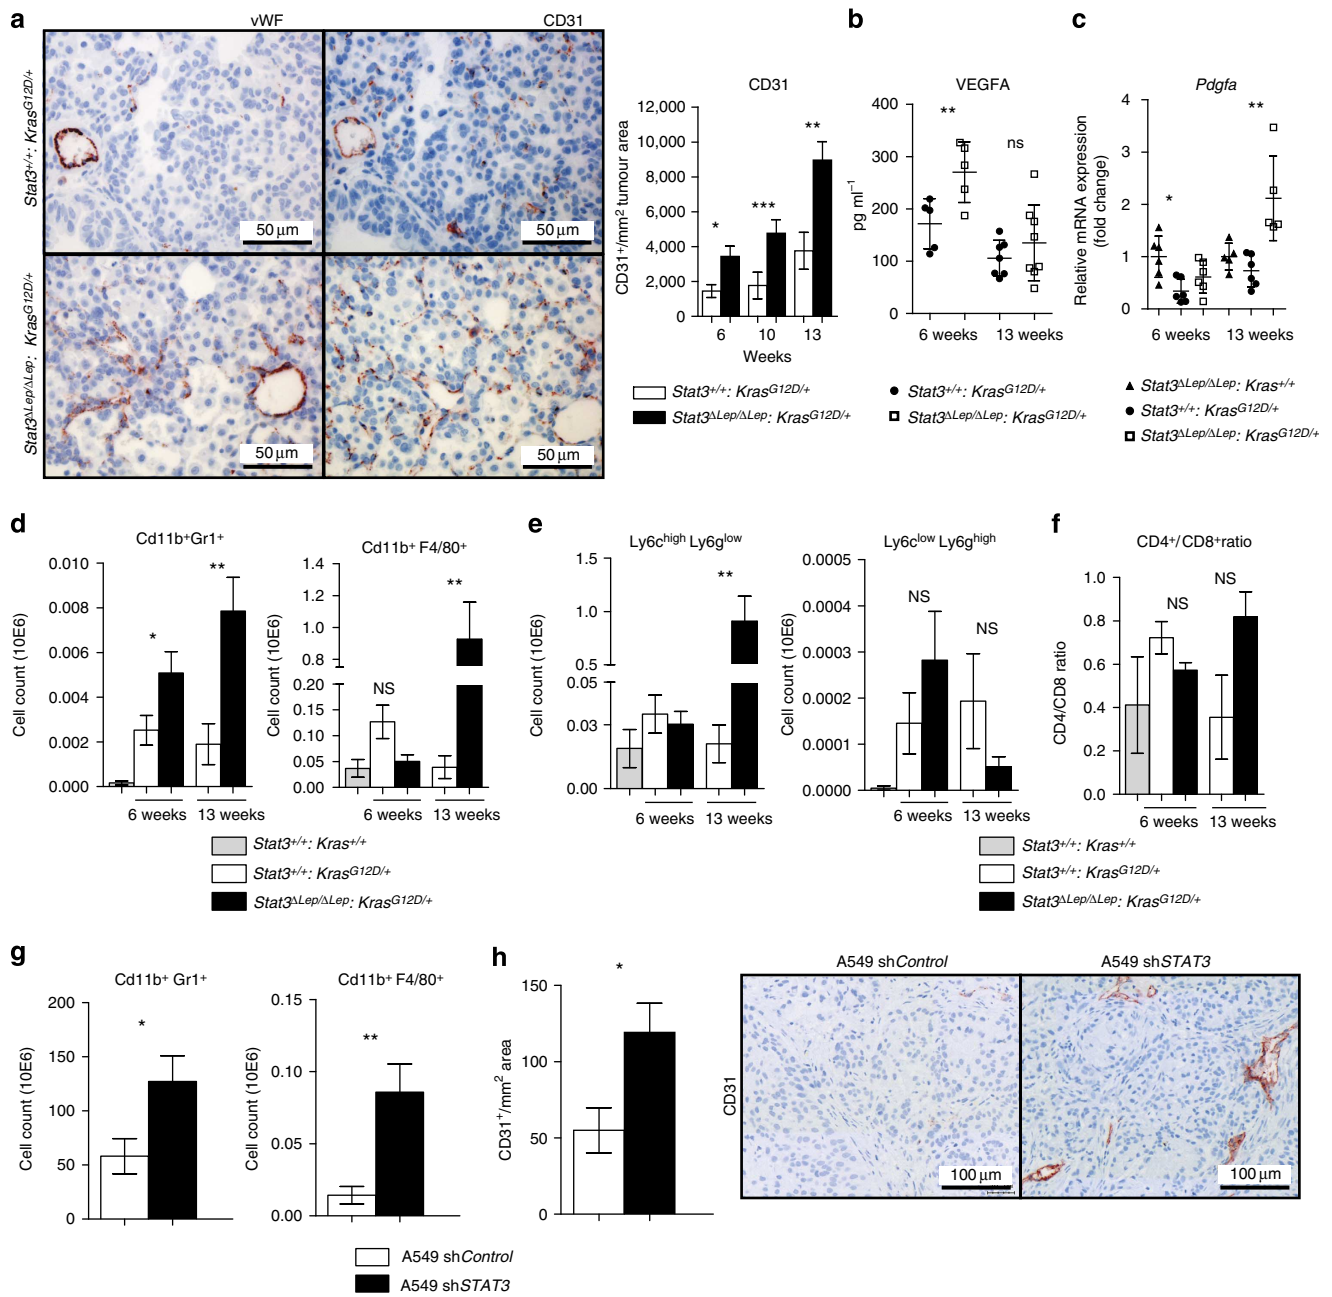 a
vWF
CD31
Stat3+/+: KrasG12D/+
Stat3ΔLep/ΔLep: KrasG12D/+
50 μm
50 μm
50 μm
50 μm
CD31
CD31+/mm2 tumour area
12,000
10,000
8,000
6,000
4,000
2,000
0
*
***
**
6
10
13
Weeks
Stat3+/+: KrasG12D/+
Stat3ΔLep/ΔLep: KrasG12D/+
b
VEGFA
pg ml−1
400
300
200
100
0
**
ns
6 weeks
13 weeks
Stat3+/+: KrasG12D/+
Stat3ΔLep/ΔLep: KrasG12D/+
c
Pdgfa
Relative mRNA expression
(fold change)
4
3
2
1
0
*
**
6 weeks
13 weeks
Stat3ΔLep/ΔLep: Kras+/+
Stat3+/+: KrasG12D/+
Stat3ΔLep/ΔLep: KrasG12D/+
d
Cd11b+Gr1+
Cell count (10E6)
0.010
0.008
0.006
0.004
0.002
0.000
*
**
6 weeks
13 weeks
Cd11b+ F4/80+
Cell count (10E6)
1.4
1.2
1.0
0.8
0.20
0.15
0.10
0.05
0.00
NS
**
6 weeks
13 weeks
Stat3+/+: Kras+/+
Stat3+/+: KrasG12D/+
Stat3ΔLep/ΔLep: KrasG12D/+
e
Ly6chigh Ly6glow
Cell count (10E6)
1.5
1.0
0.5
0.05
0.03
0.00
**
6 weeks
13 weeks
Ly6clow Ly6ghigh
Cell count (10E6)
0.0005
0.0004
0.0003
0.0002
0.0001
0.0000
NS
NS
6 weeks
13 weeks
f
CD4+/CD8+ratio
CD4/CD8 ratio
1.0
0.8
0.6
0.4
0.2
0.0
NS
NS
6 weeks
13 weeks
Stat3+/+: Kras+/+
Stat3+/+: KrasG12D/+
Stat3ΔLep/ΔLep: KrasG12D/+
g
Cd11b+ Gr1+
Cell count (10E6)
200
150
100
50
0
*
Cd11b+ F4/80+
Cell count (10E6)
0.15
0.10
0.05
0.00
**
A549 shControl
A549 shSTAT3
h
CD31+/mm2 area
150
100
50
0
*
A549 shControl
A549 shSTAT3
CD31
100 μm
100 μm